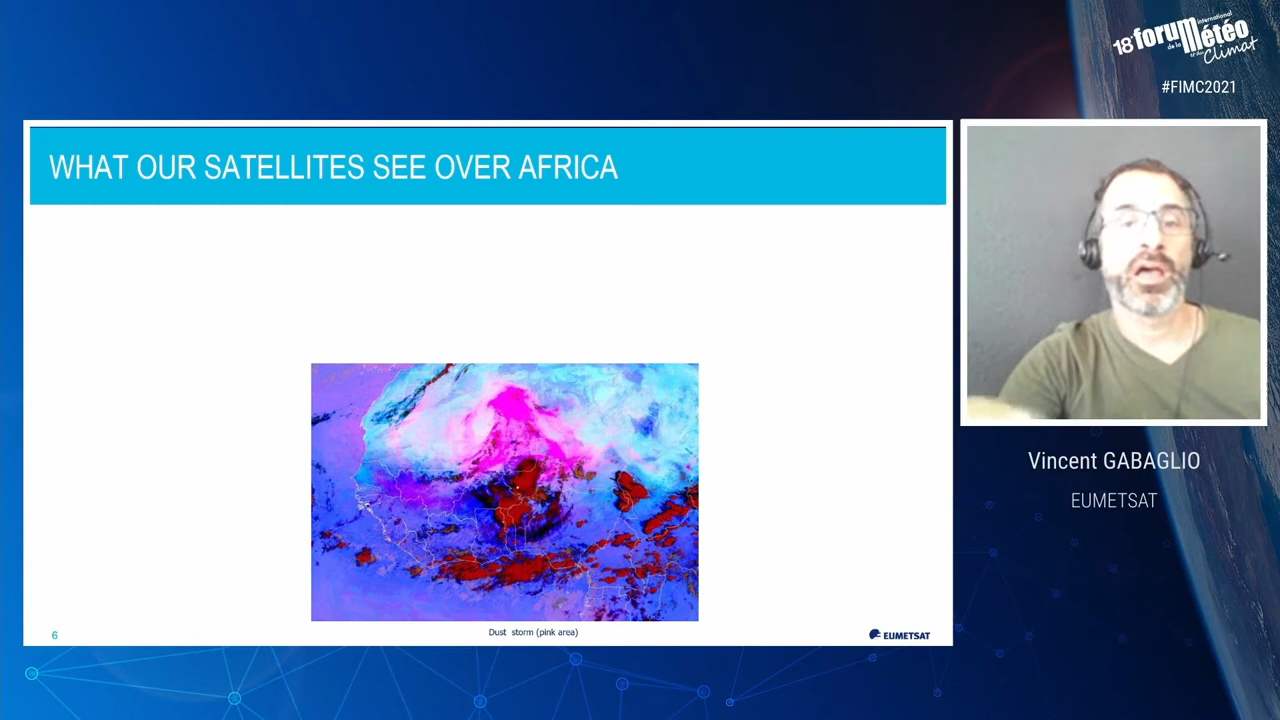 18e forum international
de la météo
et du Climat
#FIMC2021
WHAT OUR SATELLITES SEE OVER AFRICA
Vincent GABAGLIO
EUMETSAT
6
Dust storm (pink area)
EUMETSAT